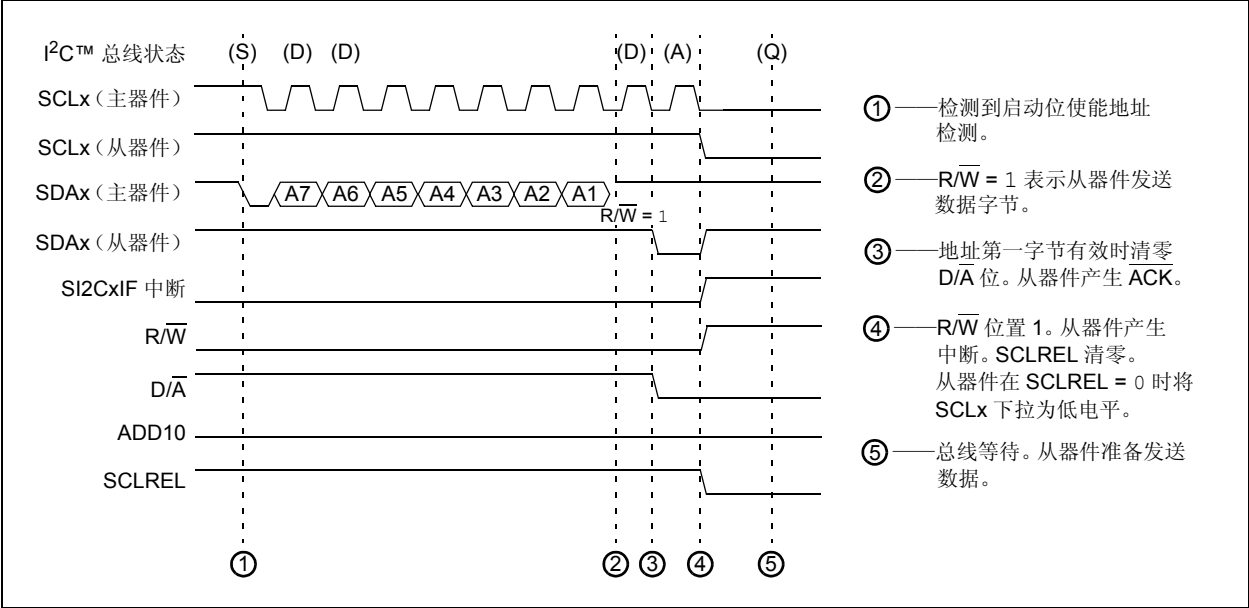 I²C™ 总线状态 (S) (D) (D) (D) (A) (Q)
SCLx（主器件）
SCLx（从器件）
SDAx（主器件） A7 A6 A5 A4 A3 A2 A1
R/W̅ = 1
SDAx（从器件）
SI2CxIF 中断
R/W̅
D/A̅
ADD10
SCLREL
① ② ③ ④ ⑤
①——检测到启动位使能地址
检测。
②——R/W̅ = 1 表示从器件发送
数据字节。
③——地址第一字节有效时清零
D/A̅ 位。从器件产生 A̅C̅K̅。
④——R/W̅ 位置 1。从器件产生
中断。SCLREL 清零。
从器件在 SCLREL = 0 时将
SCLx 下拉为低电平。
⑤——总线等待。从器件准备发送
数据。